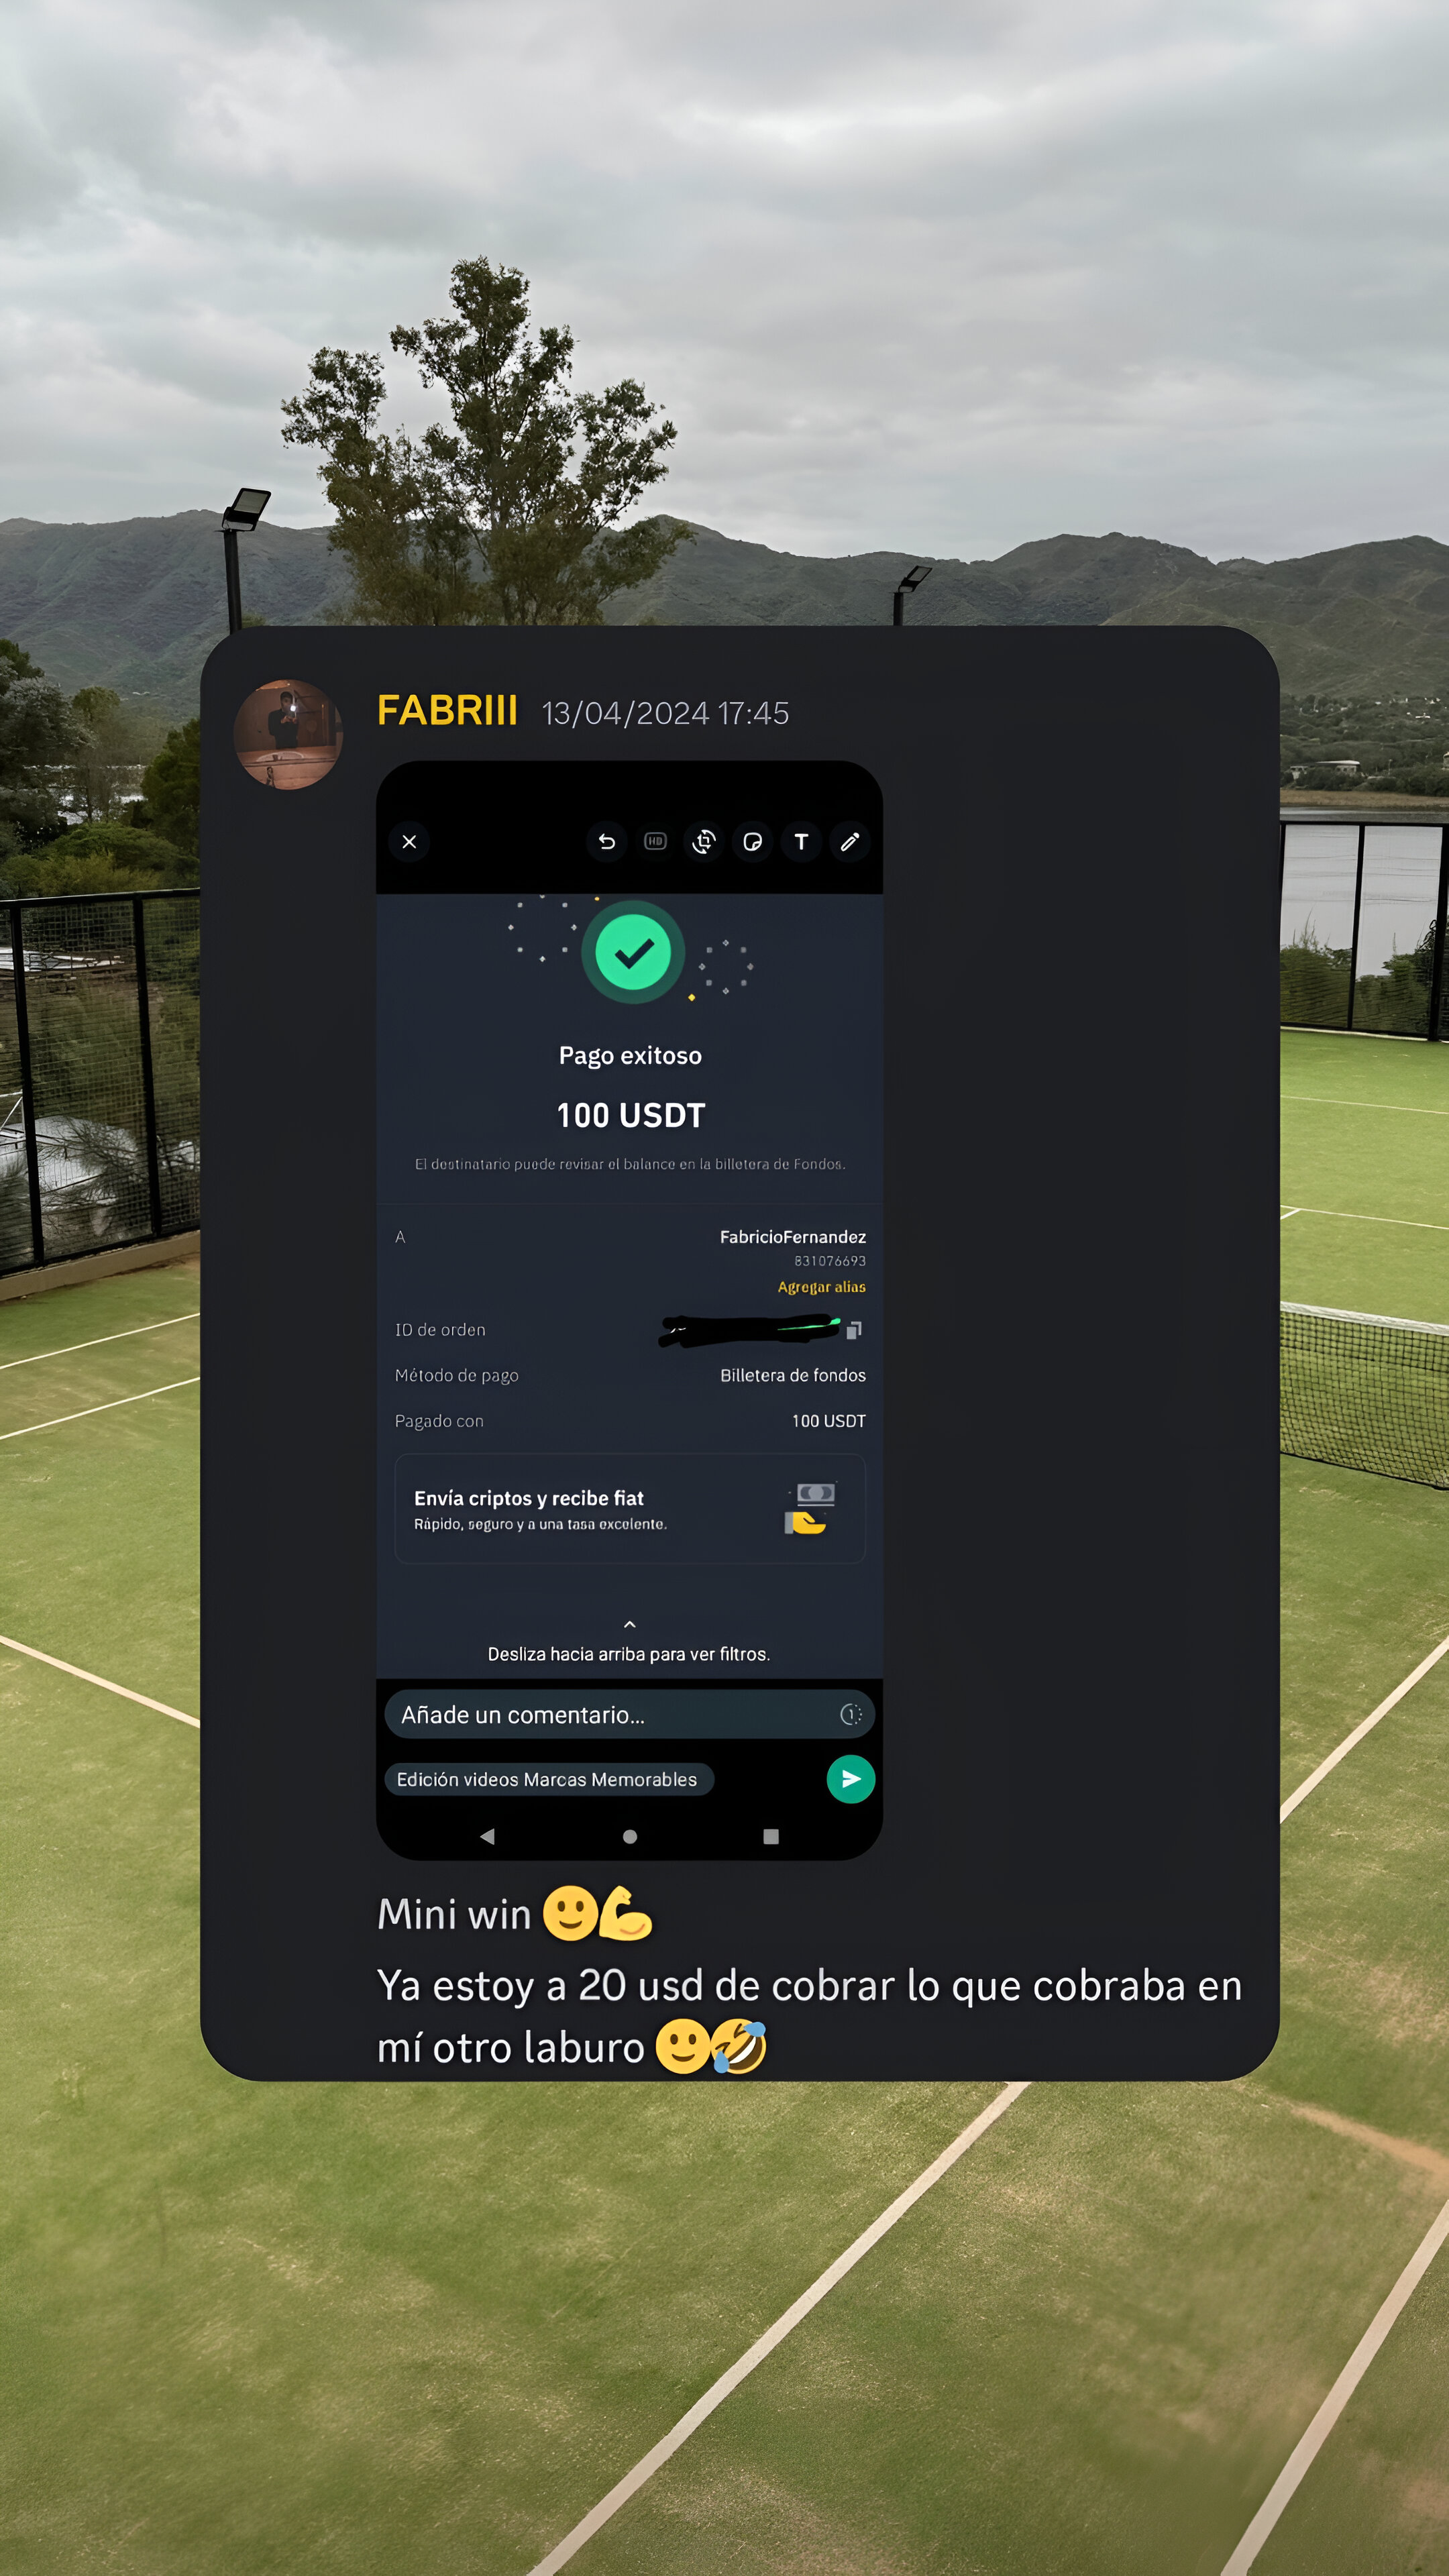 FABRIII 13/04/2024 17:45
HD
T
Pago exitoso
100 USDT
El destinatario puede revisar el balance en la billetera de Fondos.
A FabricioFernandez
831076693
Agregar alias
ID de orden
Método de pago Billetera de fondos
Pagado con 100 USDT
Envía criptos y recibe fiat
Rápido, seguro y a una tasa excelente.
Desliza hacia arriba para ver filtros.
Añade un comentario... 1
Edición videos Marcas Memorables
Mini win 🙂💪
Ya estoy a 20 usd de cobrar lo que cobraba en
mí otro laburo 🙂🤣